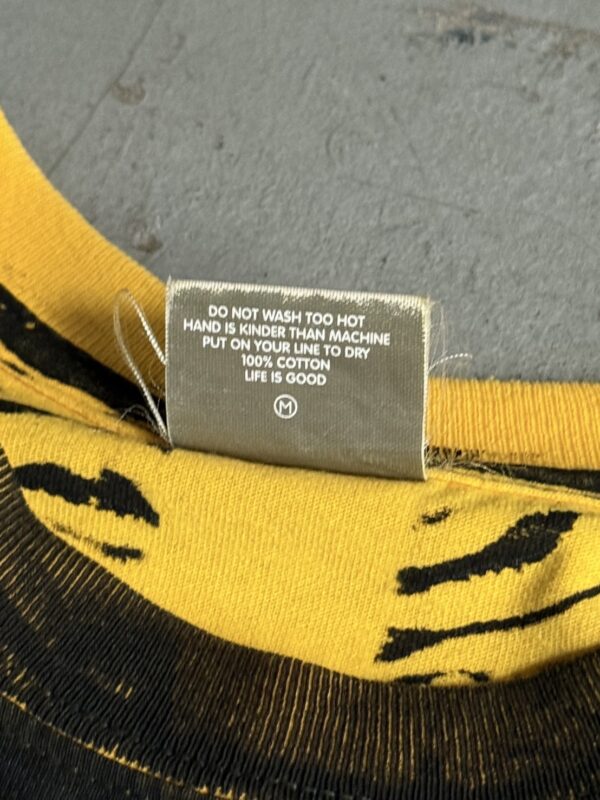 DO NOT WASH TOO HOT
HAND IS KINDER THAN MACHINE
PUT ON YOUR LINE TO DRY
100% COTTON
LIFE IS GOOD
M